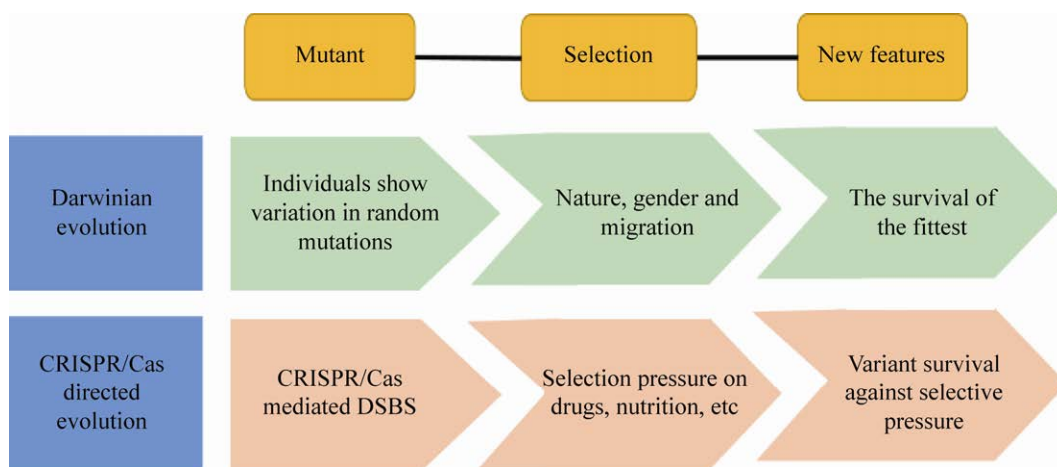 Mutant
Selection
New features
Darwinian
evolution
Individuals show
variation in random
mutations
Nature, gender and
migration
The survival of
the fittest
CRISPR/Cas
directed
evolution
CRISPR/Cas
mediated DSBS
Selection pressure on
drugs, nutrition, etc
Variant survival
against selective
pressure